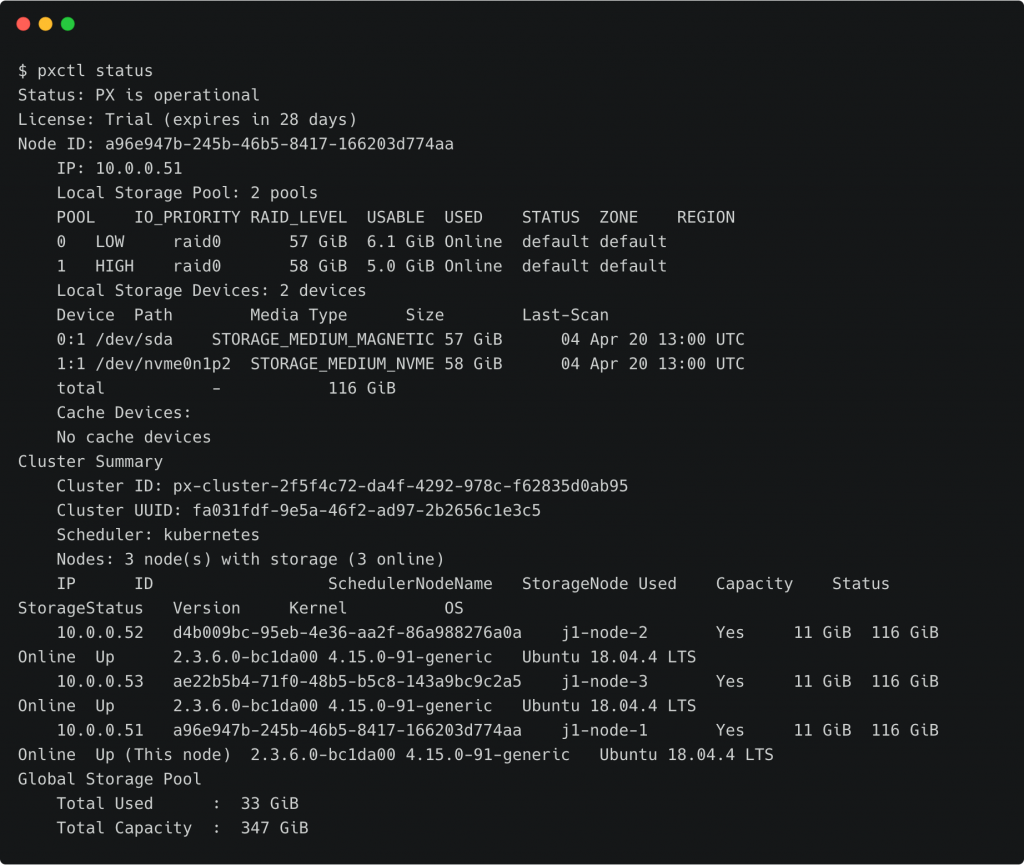 $ pxctl status
Status: PX is operational
License: Trial (expires in 28 days)
Node ID: a96e947b-245b-46b5-8417-166203d774aa
    IP: 10.0.0.51
    Local Storage Pool: 2 pools
    POOL    IO_PRIORITY RAID_LEVEL  USABLE  USED    STATUS  ZONE    REGION
    0   LOW     raid0       57 GiB  6.1 GiB Online  default default
    1   HIGH    raid0       58 GiB  5.0 GiB Online  default default
    Local Storage Devices: 2 devices
    Device  Path        Media Type      Size        Last-Scan
    0:1 /dev/sda    STORAGE_MEDIUM_MAGNETIC 57 GiB      04 Apr 20 13:00 UTC
    1:1 /dev/nvme0n1p2  STORAGE_MEDIUM_NVME 58 GiB      04 Apr 20 13:00 UTC
    total           -           116 GiB
    Cache Devices:
    No cache devices
Cluster Summary
    Cluster ID: px-cluster-2f5f4c72-da4f-4292-978c-f62835d0ab95
    Cluster UUID: fa031fdf-9e5a-46f2-ad97-2b2656c1e3c5
    Scheduler: kubernetes
    Nodes: 3 node(s) with storage (3 online)
    IP      ID                  SchedulerNodeName   StorageNode Used    Capacity    Status
StorageStatus   Version     Kernel          OS
    10.0.0.52   d4b009bc-95eb-4e36-aa2f-86a988276a0a    j1-node-2       Yes     11 GiB  116 GiB
Online  Up      2.3.6.0-bc1da00 4.15.0-91-generic   Ubuntu 18.04.4 LTS
    10.0.0.53   ae22b5b4-71f0-48b5-b5c8-143a9bc9c2a5    j1-node-3       Yes     11 GiB  116 GiB
Online  Up      2.3.6.0-bc1da00 4.15.0-91-generic   Ubuntu 18.04.4 LTS
    10.0.0.51   a96e947b-245b-46b5-8417-166203d774aa    j1-node-1       Yes     11 GiB  116 GiB
Online  Up (This node)  2.3.6.0-bc1da00 4.15.0-91-generic   Ubuntu 18.04.4 LTS
Global Storage Pool
    Total Used      :  33 GiB
    Total Capacity  :  347 GiB